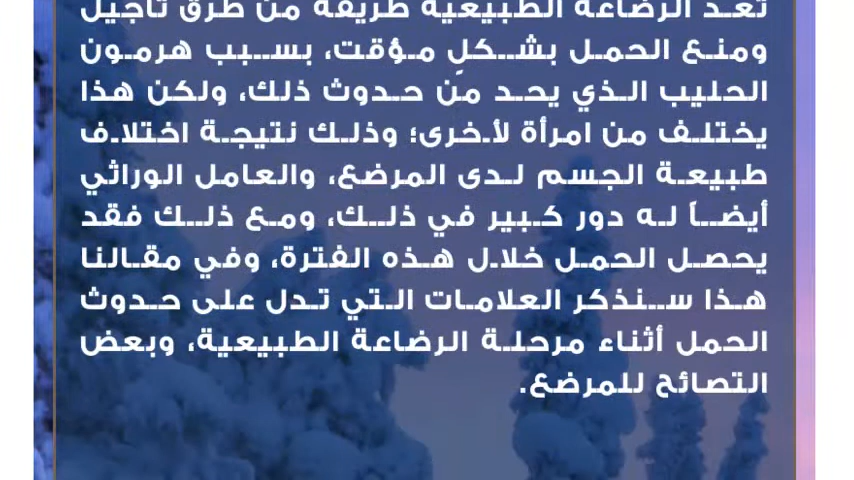 تعد الرضاعة الطبيعية طريقة من طرق تأجيل
ومنع الحمل بشكلٍ مؤقت، بسبب هرمون
الحليب الذي يحد من حدوث ذلك، ولكن هذا
يختلف من امرأة لأخرى؛ وذلك نتيجة اختلاف
طبيعة الجسم لدى المرضع، والعامل الوراثي
أيضاً له دور كبير في ذلك، ومع ذلك فقد
يحصل الحمل خلال هذه الفترة، وفي مقالنا
هذا سنذكر العلامات التي تدل على حدوث
الحمل أثناء مرحلة الرضاعة الطبيعية، وبعض
التصائح للمرضع.